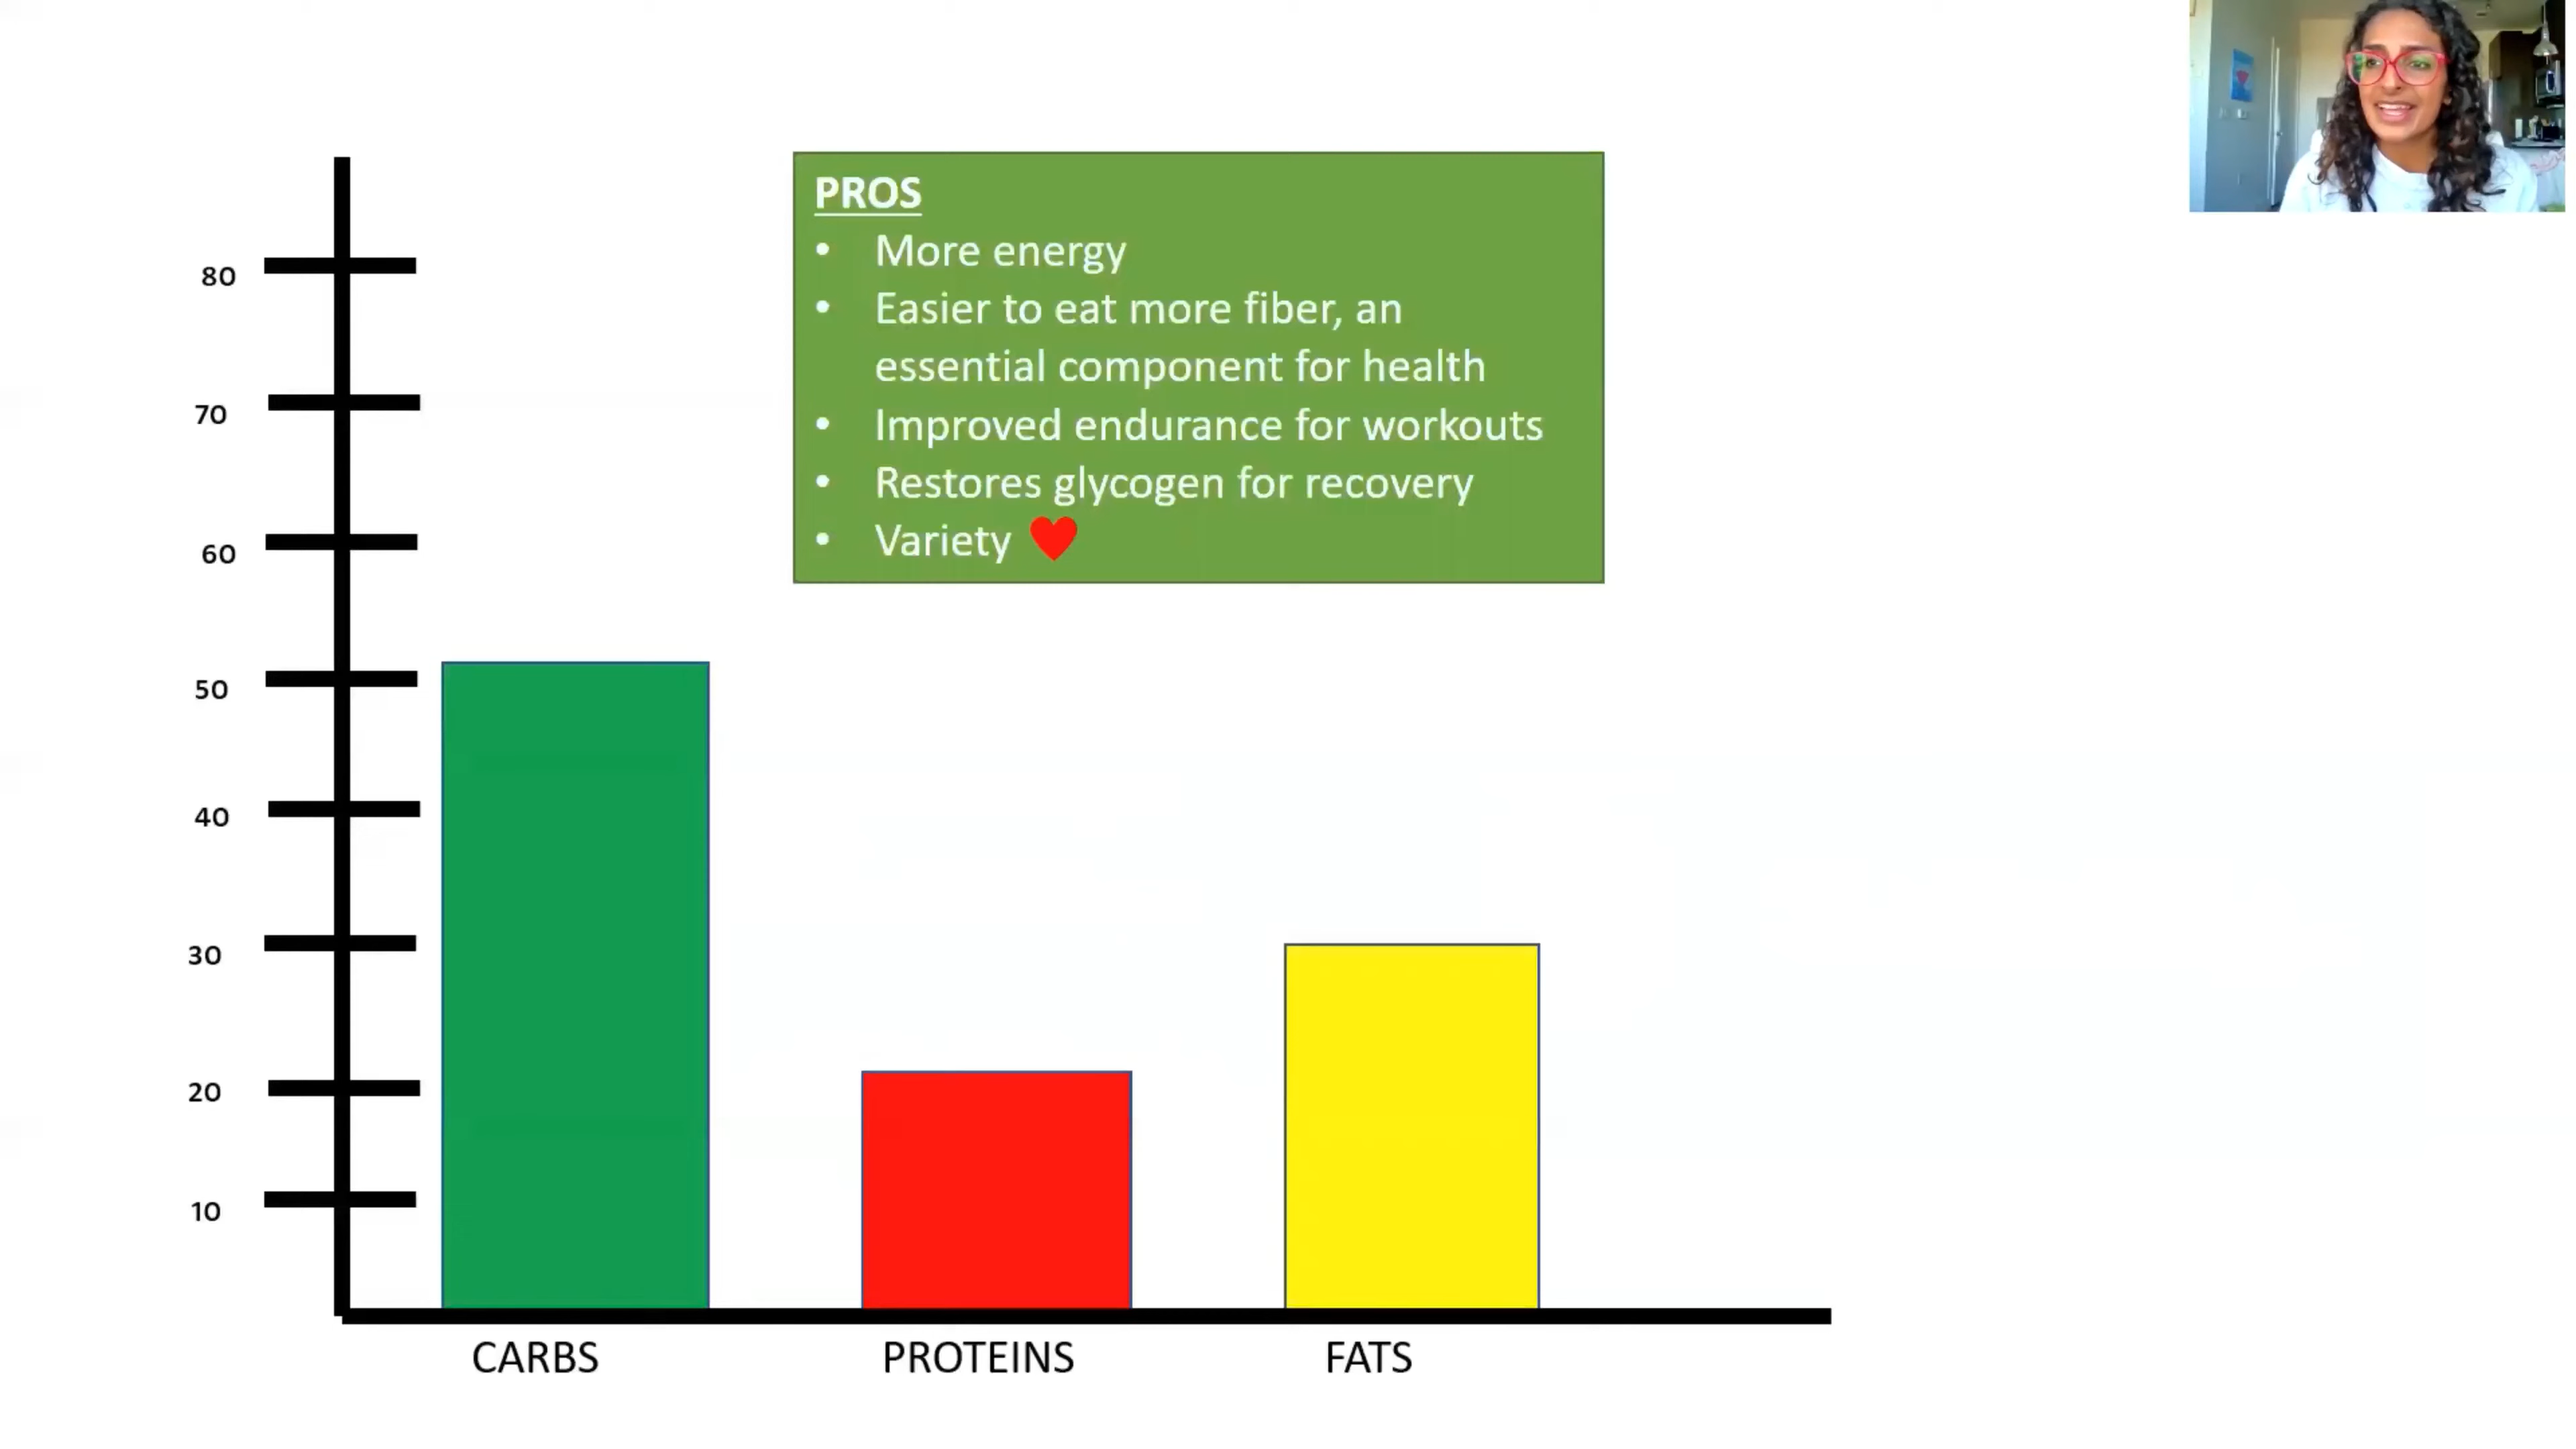 PROS
• More energy
• Easier to eat more fiber, an
essential component for health
• Improved endurance for workouts
• Restores glycogen for recovery
• Variety ❤
80
70
60
50
40
30
20
10
CARBS
PROTEINS
FATS